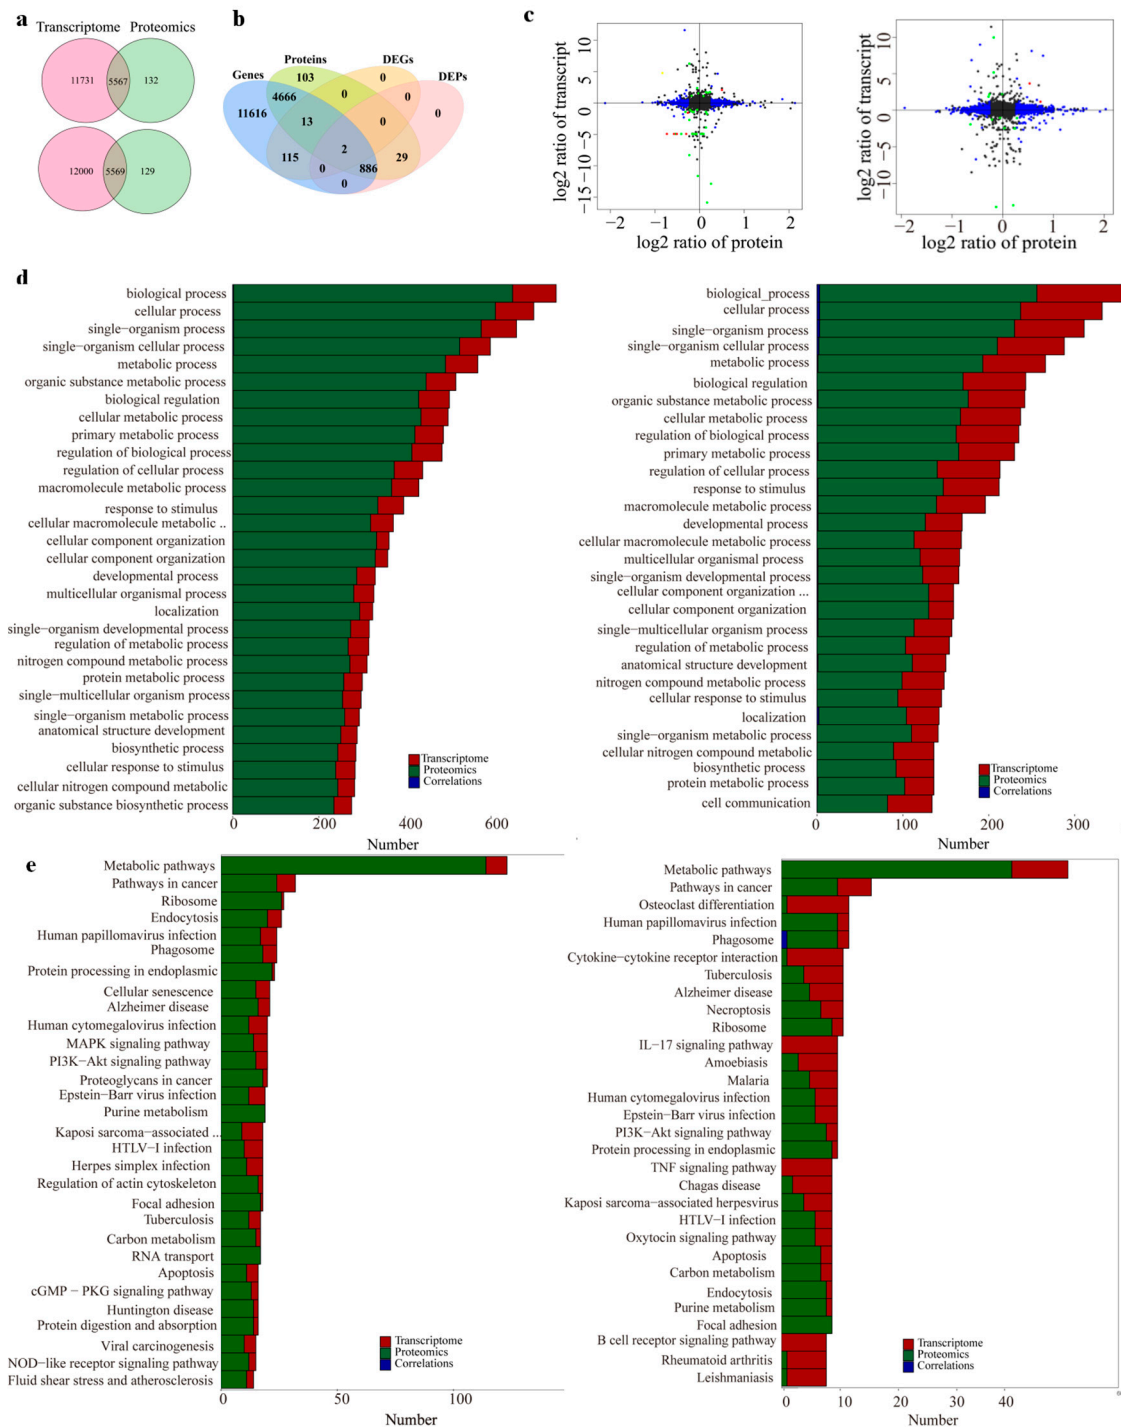 a
Transcriptome Proteomics
11731 5567 132
12000 5569 129
b
Proteins DEGs
Genes 103 0 DEPs
4666 0 0
11616 0
13 0
2
115 29
0 886
0
c
log2 ratio of transcript
10
5
0
−5
−10
−15
−2 −1 0 1 2
log2 ratio of protein
log2 ratio of transcript
10
5
0
−5
−10
−2 −1 0 1 2
log2 ratio of protein
d
biological process
cellular process
single−organism process
single−organism cellular process
metabolic process
organic substance metabolic process
biological regulation
cellular metabolic process
primary metabolic process
regulation of biological process
regulation of cellular process
macromolecule metabolic process
response to stimulus
cellular macromolecule metabolic ..
cellular component organization
cellular component organization
developmental process
multicellular organismal process
localization
single−organism developmental process
regulation of metabolic process
nitrogen compound metabolic process
protein metabolic process
single−multicellular organism process
single−organism metabolic process
anatomical structure development
biosynthetic process
cellular response to stimulus
cellular nitrogen compound metabolic
organic substance biosynthetic process
Transcriptome
Proteomics
Correlations
0 200 400 600
Number
biological_process
cellular process
single−organism process
single−organism cellular process
metabolic process
biological regulation
organic substance metabolic process
cellular metabolic process
regulation of biological process
primary metabolic process
regulation of cellular process
response to stimulus
macromolecule metabolic process
developmental process
cellular macromolecule metabolic process
multicellular organismal process
single−organism developmental process
cellular component organization ...
cellular component organization
single−multicellular organism process
regulation of metabolic process
anatomical structure development
nitrogen compound metabolic process
cellular response to stimulus
localization
single−organism metabolic process
cellular nitrogen compound metabolic
biosynthetic process
protein metabolic process
cell communication
Transcriptome
Proteomics
Correlations
0 100 200 300
Number
e
Metabolic pathways
Pathways in cancer
Ribosome
Endocytosis
Human papillomavirus infection
Phagosome
Protein processing in endoplasmic
Cellular senescence
Alzheimer disease
Human cytomegalovirus infection
MAPK signaling pathway
PI3K−Akt signaling pathway
Proteoglycans in cancer
Epstein−Barr virus infection
Purine metabolism
Kaposi sarcoma−associated ...
HTLV−I infection
Herpes simplex infection
Regulation of actin cytoskeleton
Focal adhesion
Tuberculosis
Carbon metabolism
RNA transport
Apoptosis
cGMP − PKG signaling pathway
Huntington disease
Protein digestion and absorption
Viral carcinogenesis
NOD−like receptor signaling pathway
Fluid shear stress and atherosclerosis
Transcriptome
Proteomics
Correlations
0 50 100
Number
Metabolic pathways
Pathways in cancer
Osteoclast differentiation
Human papillomavirus infection
Phagosome
Cytokine−cytokine receptor interaction
Tuberculosis
Alzheimer disease
Necroptosis
Ribosome
IL−17 signaling pathway
Amoebiasis
Malaria
Human cytomegalovirus infection
Epstein−Barr virus infection
PI3K−Akt signaling pathway
Protein processing in endoplasmic
TNF signaling pathway
Chagas disease
Kaposi sarcoma−associated herpesvirus
HTLV−I infection
Oxytocin signaling pathway
Apoptosis
Carbon metabolism
Endocytosis
Purine metabolism
Focal adhesion
B cell receptor signaling pathway
Rheumatoid arthritis
Leishmaniasis
Transcriptome
Proteomics
Correlations
0 10 20 30 40
Number